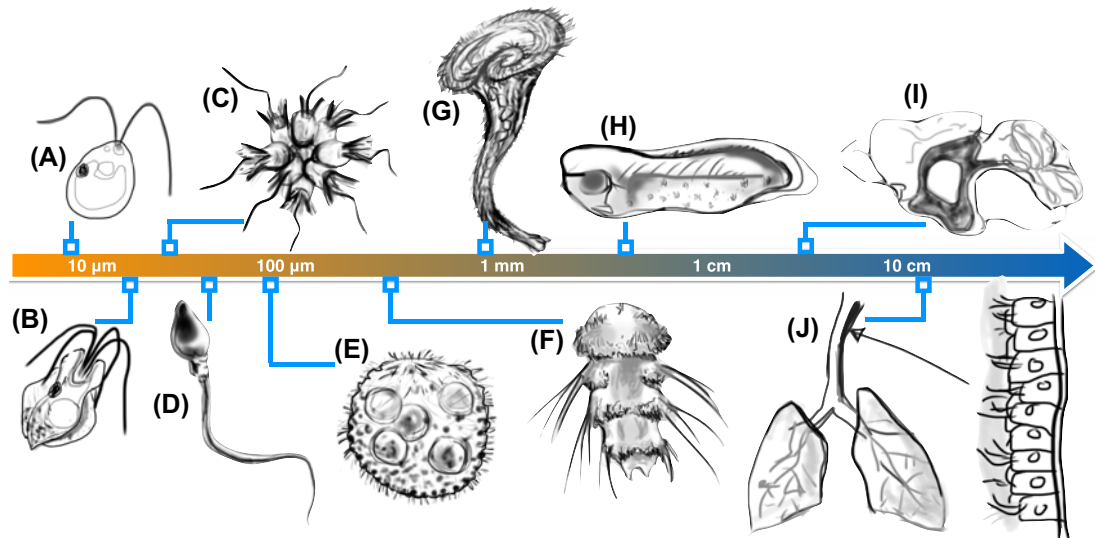 (A)
(C)
(G)
(H)
(I)
10 µm
100 µm
1 mm
1 cm
10 cm
(B)
(D)
(E)
(F)
(J)